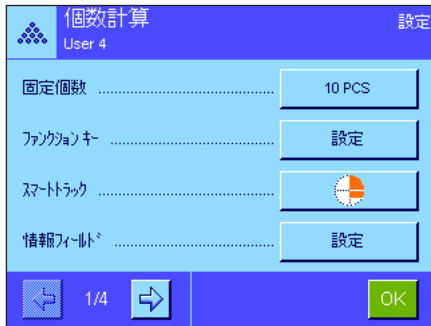 個数計算
設定
User 4
固定個数 .......................................... 10 PCS
ﾌｧﾝｸｼｮﾝ ｷｰ .......................................... 設定
ｽﾏｰﾄﾄﾗｯｸ ..........................................
情報ﾌｨｰﾙﾄﾞ ...................................... 設定
1/4
OK